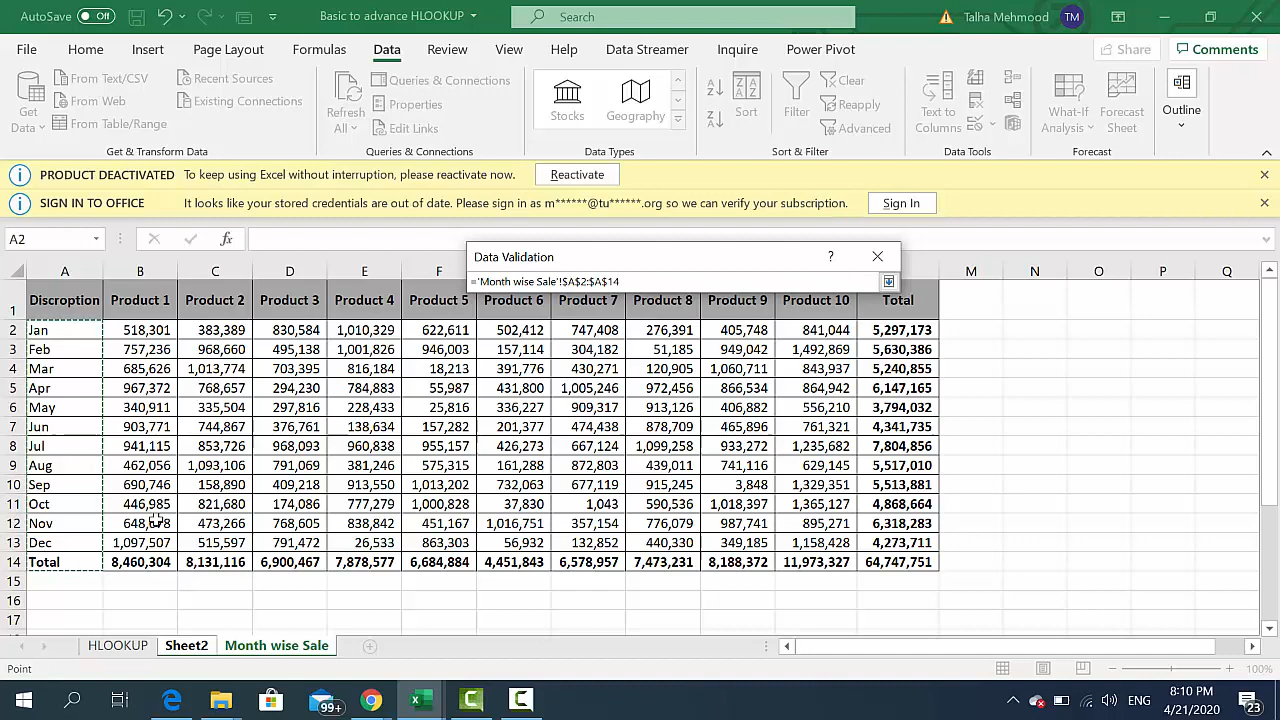 AutoSave Off Basic to advance HLOOKUP Search Talha Mehmood TM
File Home Insert Page Layout Formulas Data Review View Help Data Streamer Inquire Power Pivot Share Comments
Get Data From Text/CSV Recent Sources Refresh All Queries & Connections Stocks Geography Sort Filter Clear Text to Columns What-If Analysis Forecast Sheet Outline
From Web Existing Connections Properties Reapply
From Table/Range Edit Links Advanced
Get & Transform Data Queries & Connections Data Types Sort & Filter Data Tools Forecast
PRODUCT DEACTIVATED To keep using Excel without interruption, please reactivate now. Reactivate
SIGN IN TO OFFICE It looks like your stored credentials are out of date. Please sign in as m******@tu******.org so we can verify your subscription. Sign In
A2 fx
Data Validation ?
='Month wise Sale'!$A$2:$A$14
A B C D E F M N O P Q
1 Discroption Product 1 Product 2 Product 3 Product 4 Product 5 Product 6 Product 7 Product 8 Product 9 Product 10 Total
2 Jan 518,301 383,389 830,584 1,010,329 622,611 502,412 747,408 276,391 405,748 841,044 5,297,173
3 Feb 757,236 968,660 495,138 1,001,826 946,003 157,114 304,182 51,185 949,042 1,492,869 5,630,386
4 Mar 685,626 1,013,774 703,395 816,184 18,213 391,776 430,271 120,905 1,060,711 843,937 5,240,855
5 Apr 967,372 768,657 294,230 784,883 55,987 431,800 1,005,246 972,456 866,534 864,942 6,147,165
6 May 340,911 335,504 297,816 228,433 25,816 336,227 909,317 913,126 406,882 556,210 3,794,032
7 Jun 903,771 744,867 376,761 138,634 157,282 201,377 474,438 878,709 465,896 761,321 4,341,735
8 Jul 941,115 853,726 968,093 960,838 955,157 426,273 667,124 1,099,258 933,272 1,235,682 7,804,856
9 Aug 462,056 1,093,106 791,069 381,246 575,315 161,288 872,803 439,011 741,116 629,145 5,517,010
10 Sep 690,746 158,890 409,218 913,550 1,013,202 732,063 677,119 915,245 3,848 1,329,351 5,513,881
11 Oct 446,985 821,680 174,086 777,279 1,000,828 37,830 1,043 590,536 1,018,397 1,365,127 4,868,664
12 Nov 473,266 768,605 838,842 451,167 1,016,751 357,154 776,079 987,741 895,271 6,318,283
13 Dec 1,097,507 515,597 791,472 26,533 863,303 56,932 132,852 440,330 349,185 1,158,428 4,273,711
14 Total 8,460,304 8,131,116 6,900,467 7,878,577 6,684,884 4,451,843 6,578,957 7,473,231 8,188,372 11,973,327 64,747,751
15
16
17
HLOOKUP Sheet2 Month wise Sale
Point 100%
99+ ENG 8:10 PM 4/21/2020 23